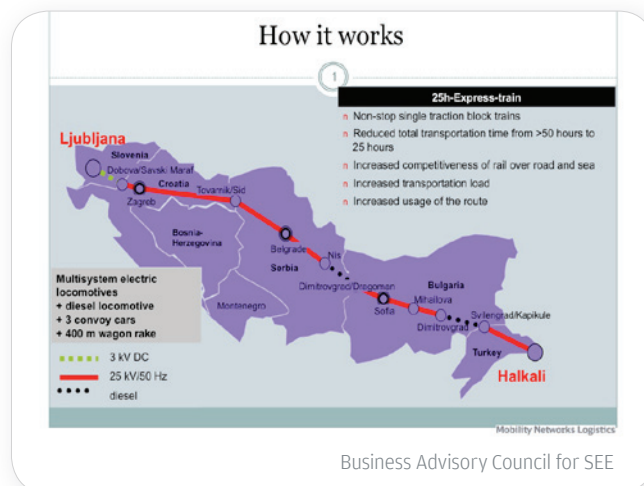 How it works
1
25h-Express-train
Non-stop single traction block trains
Reduced total transportation time from >50 hours to
25 hours
Increased competitiveness of rail over road and sea
Increased transportation load
Increased usage of the route
Ljubljana
Slovenia
Dobova/Savski Marof
Croatia
Tovarnik/Sid
Zagreb
Bosnia-
Herzegovina
Belgrade
Nis
Serbia
Dimitrovgrad/Dragoman
Bulgaria
Montenegro
Mihailova
Sofia
Svilengrad/Kapikule
Dimitrovgrad
Turkey
Halkali
Multisystem electric
locomotives
+ diesel locomotive
+ 3 convoy cars
+ 400 m wagon rake
3 kV DC
25 kV/50 Hz
diesel
Mobility Networks Logistics
Business Advisory Council for SEE